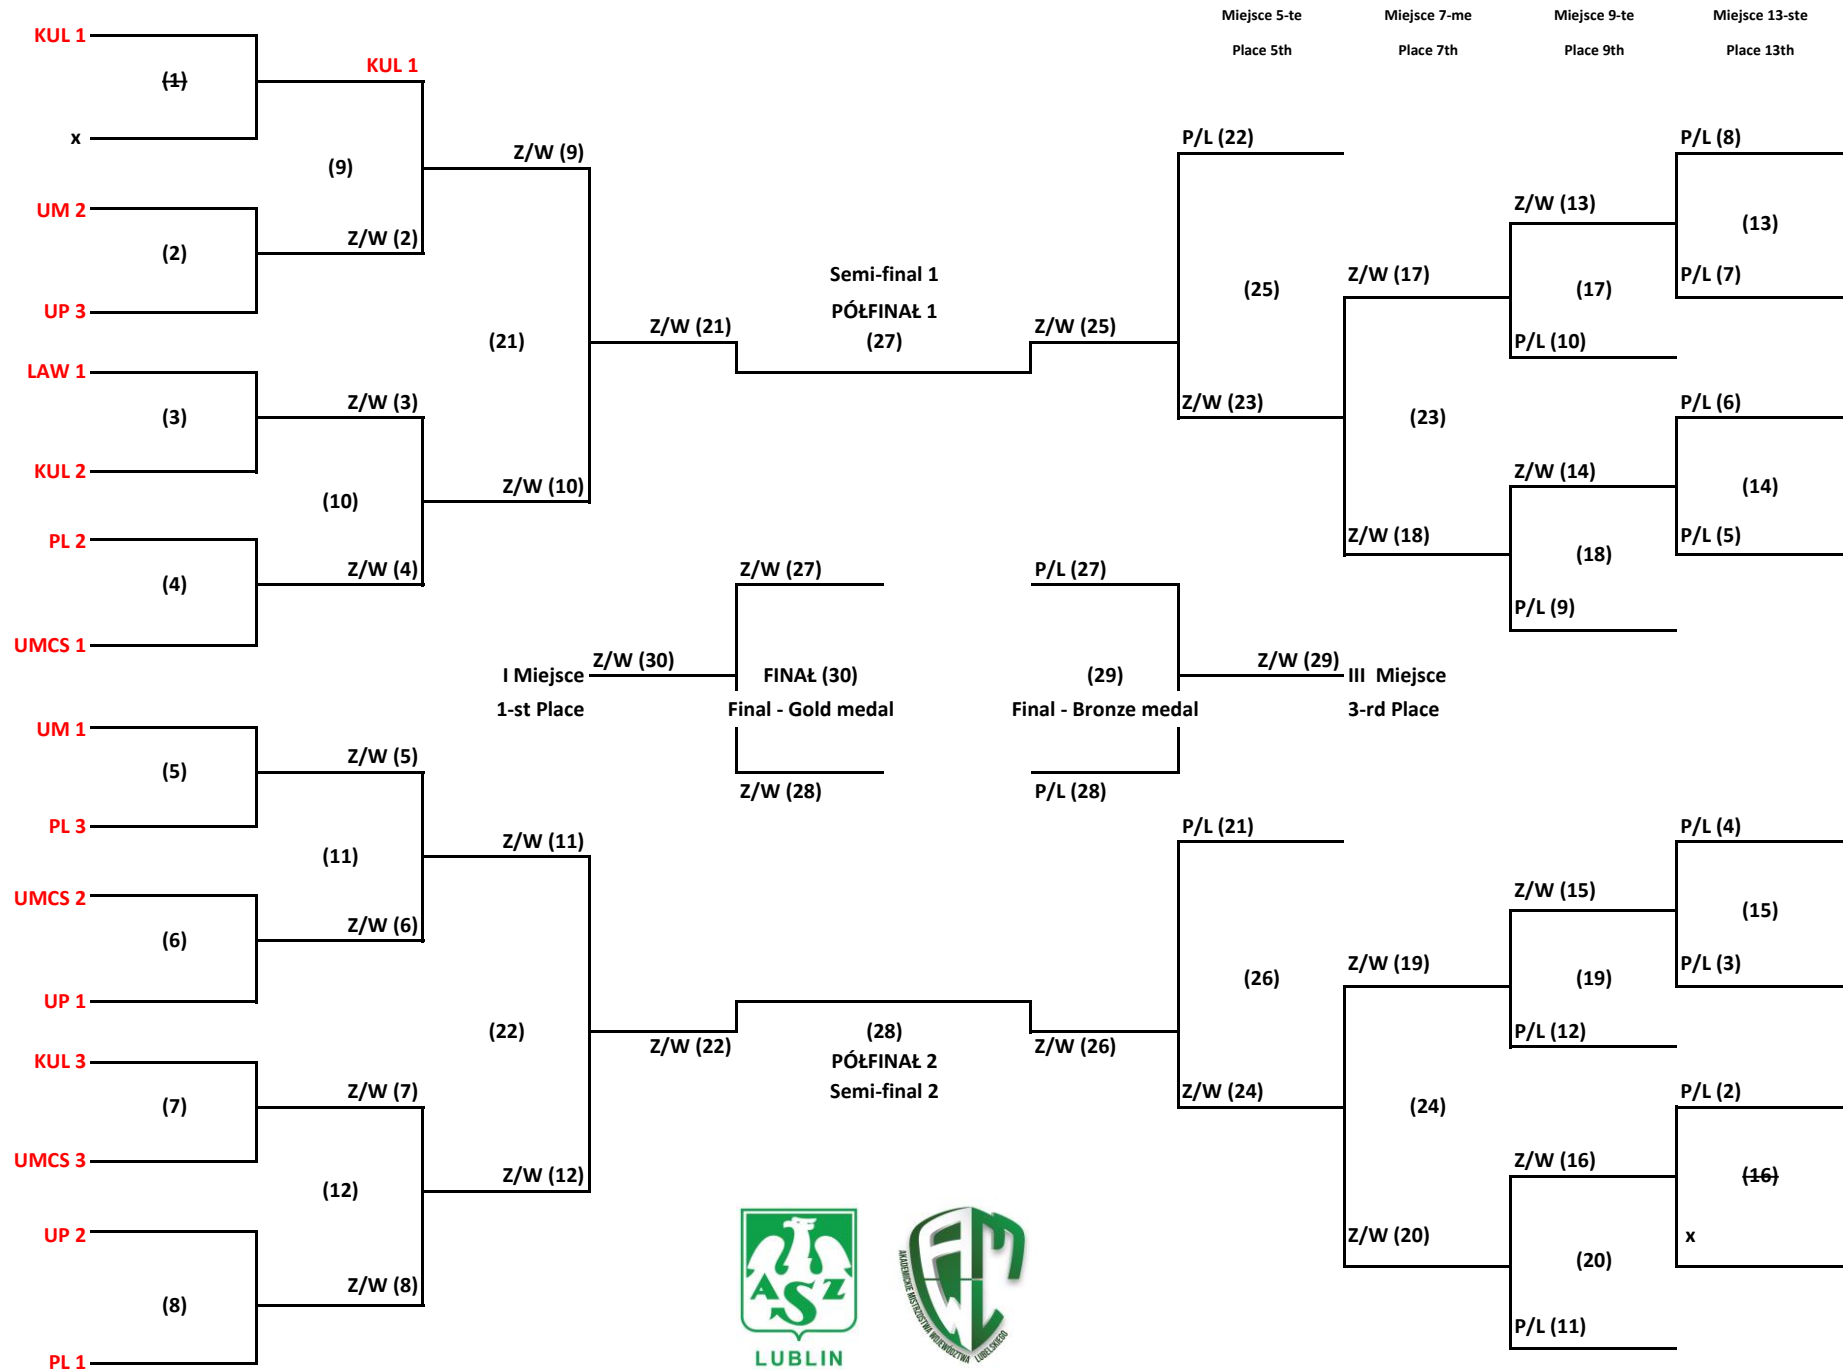 Miejsce 5-te Miejsce 7-me Miejsce 9-te Miejsce 13-ste
Place 5th Place 7th Place 9th Place 13th
KUL 1
KUL 1
(1)
x
Z/W (9)
P/L (22)
P/L (8)
(9)
UM 2
Z/W (13)
(13)
(2)
Z/W (2)
Semi-final 1
Z/W (17)
P/L (7)
(25)
(17)
UP 3
PÓŁFINAŁ 1
Z/W (21)
Z/W (25)
(21)
(27)
P/L (10)
LAW 1
(3)
Z/W (3)
Z/W (23)
(23)
P/L (6)
KUL 2
Z/W (14)
(10)
Z/W (10)
(14)
PL 2
Z/W (18)
P/L (5)
(18)
(4)
Z/W (4)
Z/W (27)
P/L (27)
P/L (9)
UMCS 1
Z/W (30)
Z/W (29)
I Miejsce
FINAŁ (30)
(29)
III Miejsce
1-st Place
Final - Gold medal
Final - Bronze medal
3-rd Place
UM 1
Z/W (5)
(5)
Z/W (28)
P/L (28)
PL 3
P/L (21)
P/L (4)
Z/W (11)
(11)
UMCS 2
Z/W (15)
(15)
Z/W (6)
(6)
Z/W (19)
P/L (3)
(26)
(19)
UP 1
(22)
(28)
P/L (12)
Z/W (22)
Z/W (26)
KUL 3
PÓŁFINAŁ 2
Z/W (7)
Semi-final 2
Z/W (24)
P/L (2)
(7)
(24)
UMCS 3
Z/W (16)
Z/W (12)
(16)
(12)
UP 2
Z/W (20)
x
(20)
Z/W (8)
(8)
P/L (11)
PL 1
AZS
LUBLIN
AMWL
AKADEMICKIE MISTRZOSTWA WOJEWÓDZTWA LUBELSKIEGO